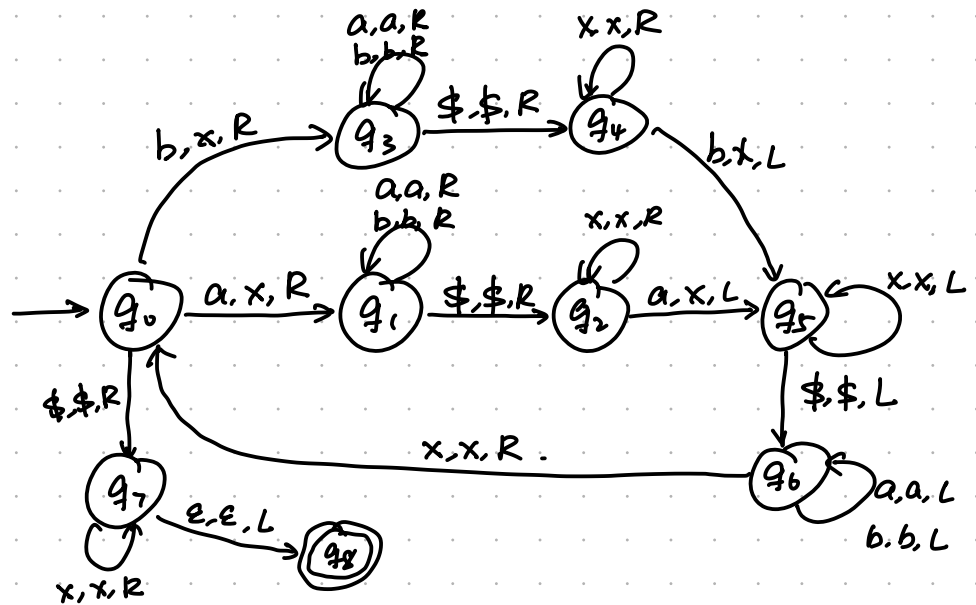 a,a,R
b,b,R
x,x,R
$,$,R
q3
q4
b,x,R
b,x,L
a,a,R
b,b,R
x,x,R
x,x,L
a,x,R
$,$,R
a,x,L
q0
q1
q2
q5
$,$,R
$,$,L
x,x,R.
q6
q7
a,a,L
ε,ε,L
b.b,L
q8
x,x,R